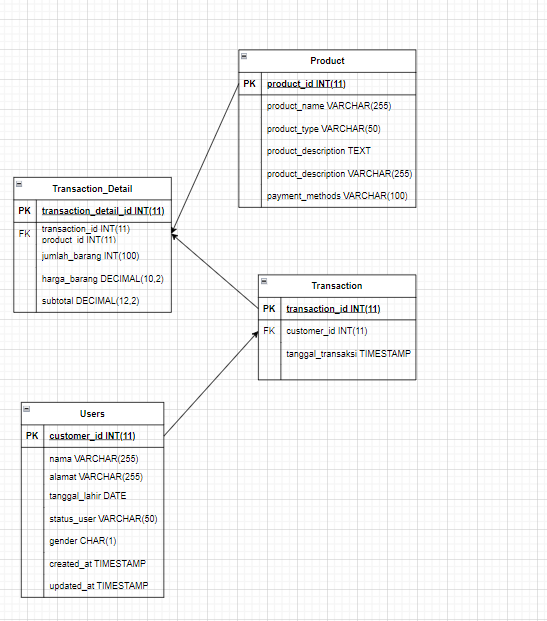 Product
PK product_id INT(11)
product_name VARCHAR(255)
product_type VARCHAR(50)
product_description TEXT
product_description VARCHAR(255)
payment_methods VARCHAR(100)
Transaction_Detail
PK transaction_detail_id INT(11)
FK transaction_id INT(11)
product_id INT(11)
jumlah_barang INT(100)
harga_barang DECIMAL(10,2)
subtotal DECIMAL(12,2)
Transaction
PK transaction_id INT(11)
FK customer_id INT(11)
tanggal_transaksi TIMESTAMP
Users
PK customer_id INT(11)
nama VARCHAR(255)
alamat VARCHAR(255)
tanggal_lahir DATE
status_user VARCHAR(50)
gender CHAR(1)
created_at TIMESTAMP
updated_at TIMESTAMP